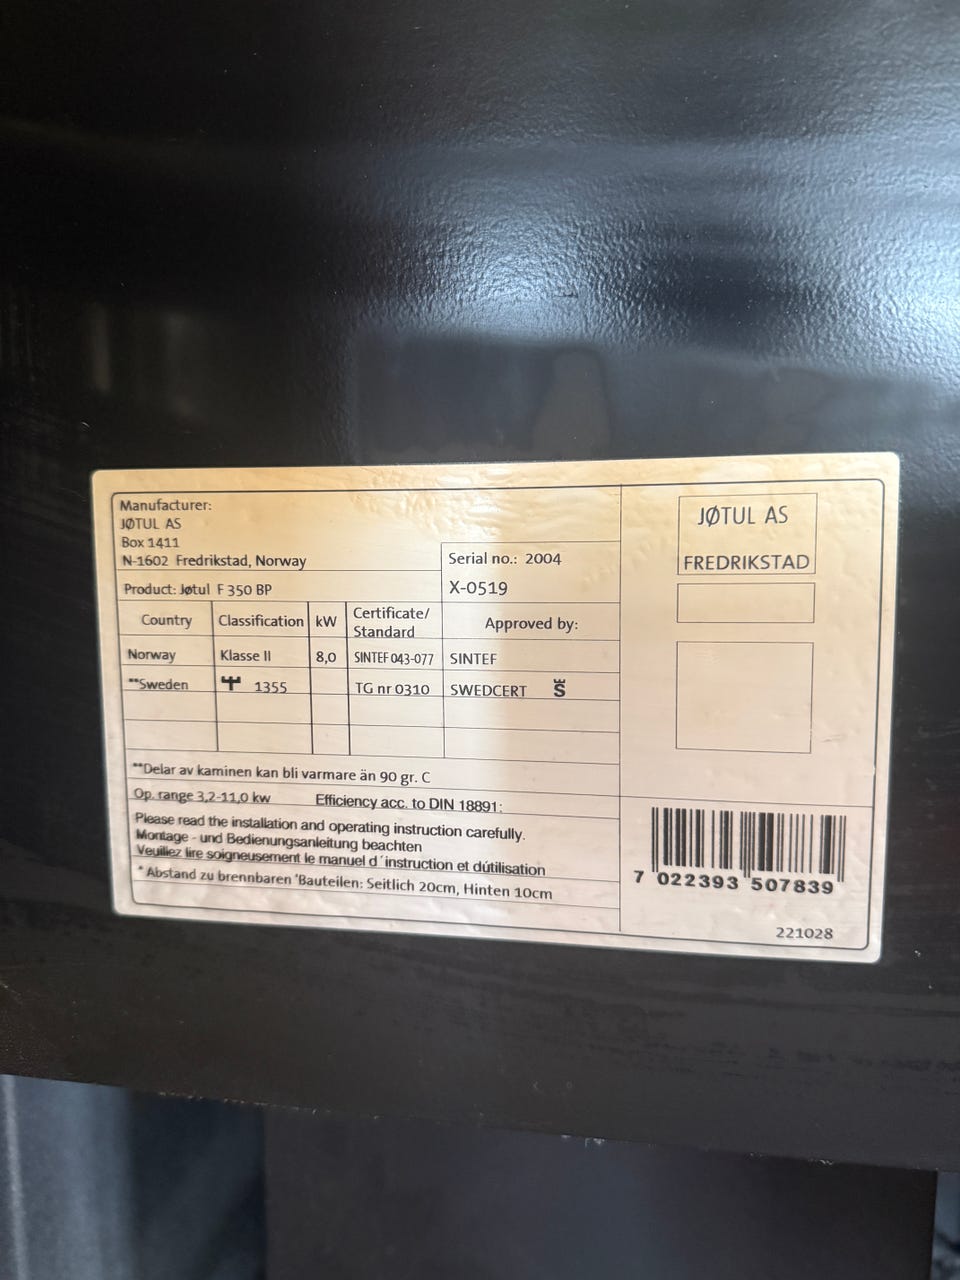 Manufacturer:
JØTUL AS
Box 1411
N-1602 Fredrikstad, Norway
Serial no.: 2004
Product: Jøtul F 350 BP
X-0519
Country Classification kW Certificate/ Standard Approved by:
Norway Klasse II 8,0 SINTEF 043-077 SINTEF
**Sweden 1355 TG nr 0310 SWEDCERT S
**Delar av kaminen kan bli varmare än 90 gr. C
Op. range 3,2-11,0 kw Efficiency acc. to DIN 18891:
Please read the installation and operating instruction carefully.
Montage - und Bedienungsanleitung beachten
Veuillez lire soigneusement le manuel d´instruction et dútilisation
* Abstand zu brennbaren 'Bauteilen: Seitlich 20cm, Hinten 10cm
JØTUL AS
FREDRIKSTAD
7 022393 507839
221028